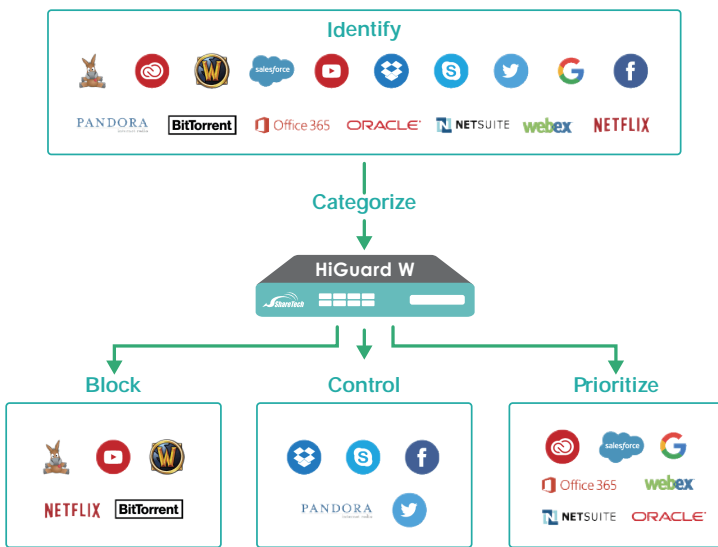 Identify
W
salesforce
S
G
f
PANDORA
BitTorrent
Office 365
ORACLE
N NETSUITE
webex
NETFLIX
Categorize
HiGuard W
ShareTech
Block
Control
Prioritize
W
NETFLIX
BitTorrent
S
f
PANDORA
salesforce
G
Office 365
webex
N NETSUITE
ORACLE